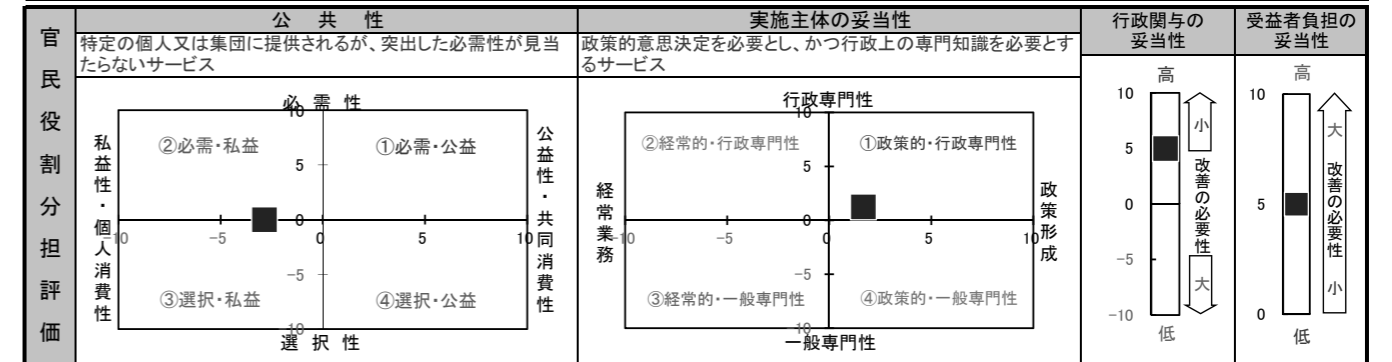 官民役割分担評価
公共性
特定の個人又は集団に提供されるが、突出した必需性が見当
たらないサービス
必需性
10
②必需・私益
①必需・公益
5
私益性・個人消費性
公益性・共同消費性
0
-10
-5
0
5
10
-5
③選択・私益
④選択・公益
-10
選択性
実施主体の妥当性
政策的意思決定を必要とし、かつ行政上の専門知識を必要とす
るサービス
行政専門性
10
②経常的・行政専門性
①政策的・行政専門性
5
経常業務
政策形成
0
-10
-5
0
5
10
-5
③経常的・一般専門性
④政策的・一般専門性
-10
一般専門性
行政関与の
妥当性
高
10
5
0
-5
-10
低
小
改善の必要性
大
受益者負担の
妥当性
高
10
5
0
低
大
改善の必要性
小